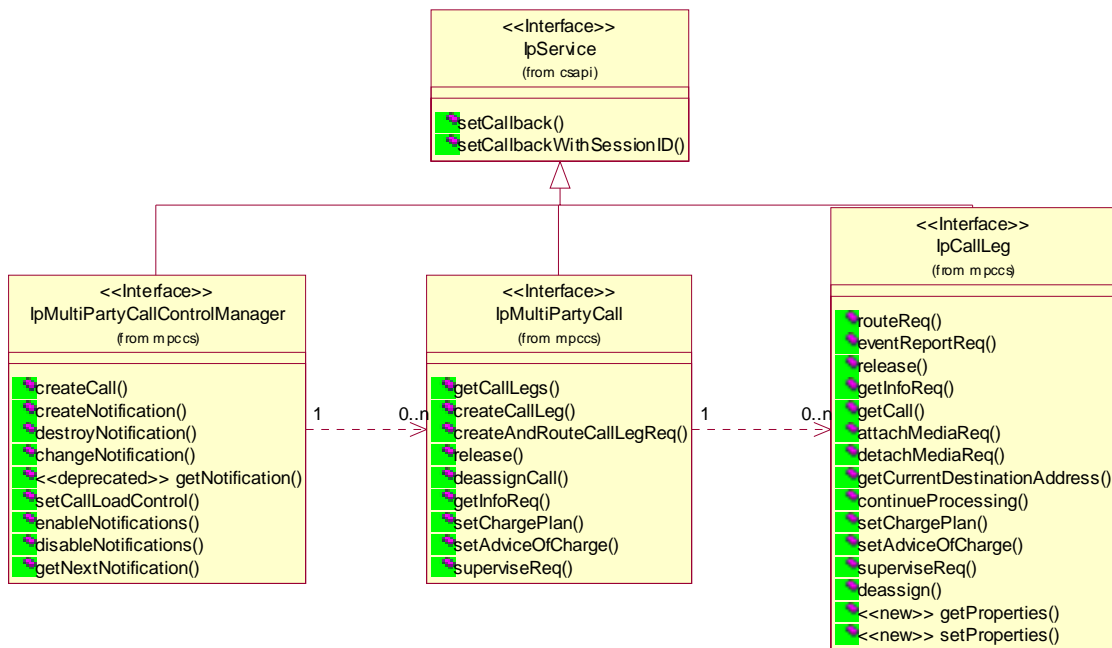 <<Interface>>
IpService
(from csapi)
setCallback()
setCallbackWithSessionID()
<<Interface>>
IpMultiPartyCallControlManager
(from mpccs)
createCall()
createNotification()
destroyNotification()
changeNotification()
<<deprecated>> getNotification()
setCallLoadControl()
enableNotifications()
disableNotifications()
getNextNotification()
1
0..n
<<Interface>>
IpMultiPartyCall
(from mpccs)
getCallLegs()
createCallLeg()
createAndRouteCallLegReq()
release()
deassignCall()
getInfoReq()
setChargePlan()
setAdviceOfCharge()
superviseReq()
1
0..n
<<Interface>>
IpCallLeg
(from mpccs)
routeReq()
eventReportReq()
release()
getInfoReq()
getCall()
attachMediaReq()
detachMediaReq()
getCurrentDestinationAddress()
continueProcessing()
setChargePlan()
setAdviceOfCharge()
superviseReq()
deassign()
<<new>> getProperties()
<<new>> setProperties()